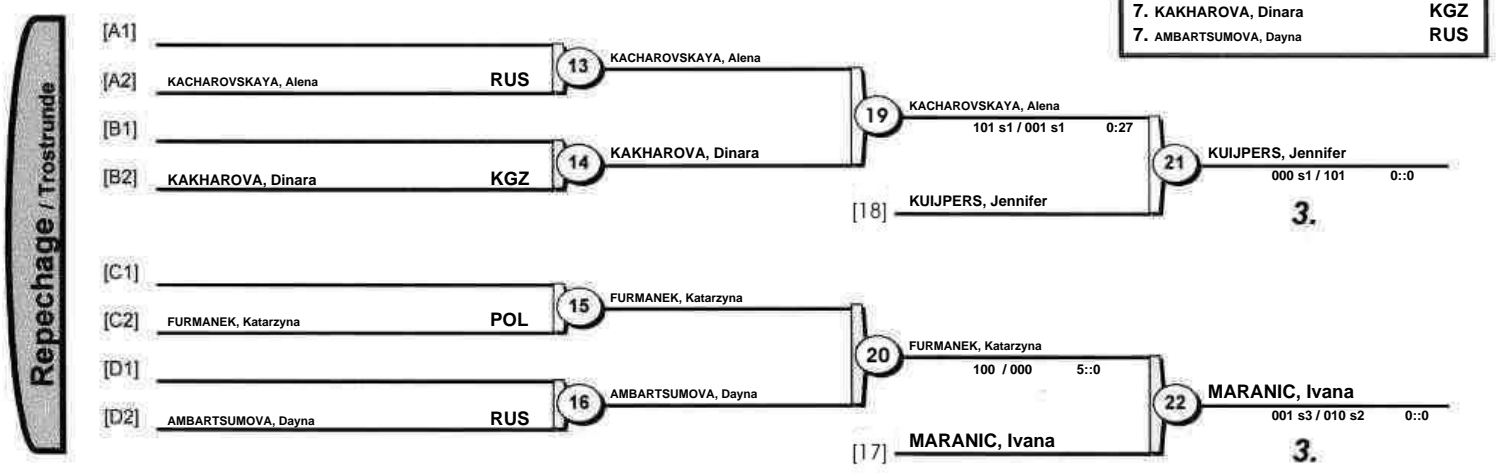 7. KAKHAROVA, Dinara KGZ
7. AMBARTSUMOVA, Dayna RUS
Repechage / Trostrunde
[A1]
[A2] KACHAROVSKAYA, Alena RUS
13 KACHAROVSKAYA, Alena
[B1]
[B2] KAKHAROVA, Dinara KGZ
14 KAKHAROVA, Dinara
19 KACHAROVSKAYA, Alena
101 s1 / 001 s1 0:27
[18] KUIJPERS, Jennifer
21 KUIJPERS, Jennifer
000 s1 / 101 0::0
3.
[C1]
[C2] FURMANEK, Katarzyna POL
15 FURMANEK, Katarzyna
[D1]
[D2] AMBARTSUMOVA, Dayna RUS
16 AMBARTSUMOVA, Dayna
20 FURMANEK, Katarzyna
100 / 000 5::0
[17] MARANIC, Ivana
22 MARANIC, Ivana
001 s3 / 010 s2 0::0
3.